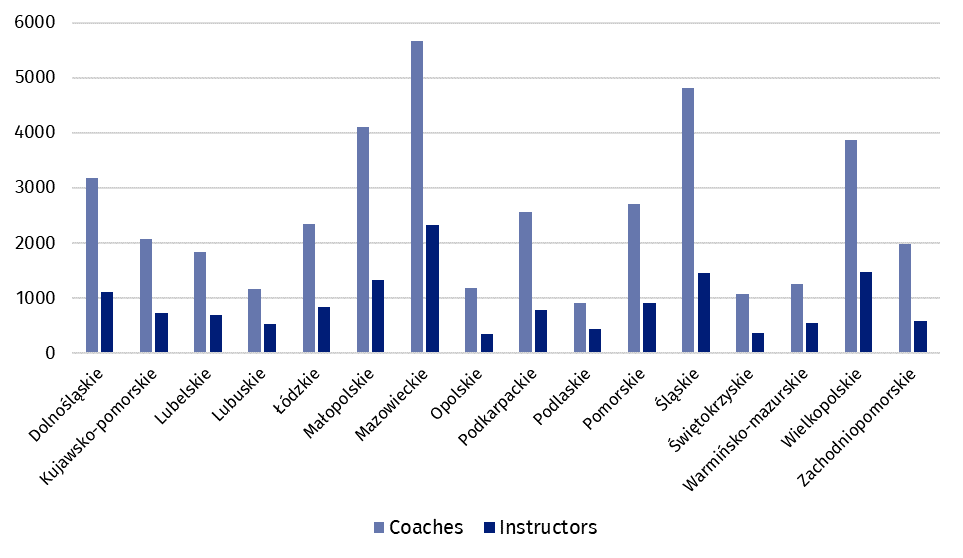 6000
5000
4000
3000
2000
1000
0
Dolnośląskie
Kujawsko-pomorskie
Lubelskie
Lubuskie
Łódzkie
Małopolskie
Mazowieckie
Opolskie
Podkarpackie
Podlaskie
Pomorskie
Śląskie
Świętokrzyskie
Warmińsko-mazurskie
Wielkopolskie
Zachodniopomorskie
Coaches Instructors